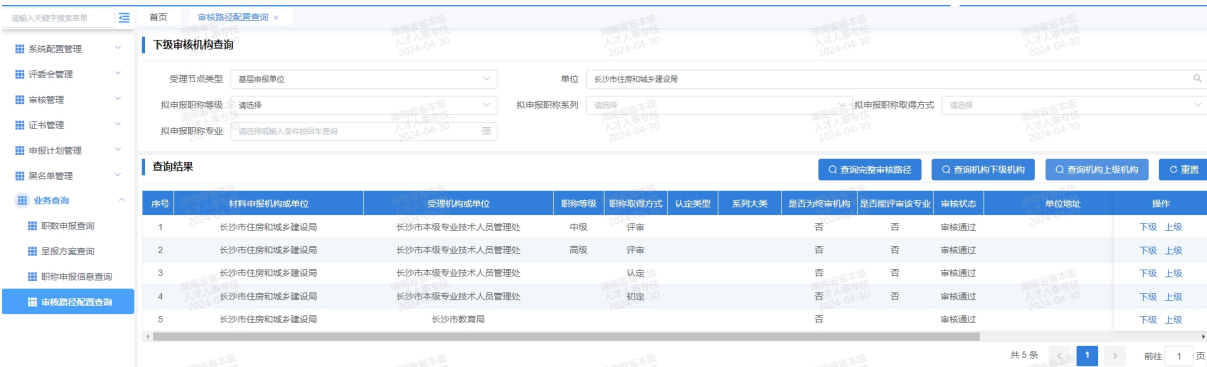 请输入关键字搜索菜单
首页 审核路径配置查询 ×
系统配置管理
评委会管理
审核管理
证书管理
申报计划管理
黑名单管理
业务查询
职数申报查询
呈报方案查询
职称申报信息查询
审核路径配置查询
下级审核机构查询
受理节点类型 基层申报单位 单位 长沙市住房和城乡建设局
拟申报职称等级 请选择 拟申报职称系列 请选择 拟申报职称取得方式 请选择
拟申报职称专业 请选择或输入条件按回车查询
查询结果 查询完整审核路径 查询机构下级机构 查询机构上级机构 重置
序号 材料申报机构或单位 受理机构或单位 职称等级 职称取得方式 认定类型 系列大类 是否为终审机构 是否能评审该专业 审核状态 单位地址 操作
1 长沙市住房和城乡建设局 长沙市本级专业技术人员管理处 中级 评审 否 否 审核通过 下级 上级
2 长沙市住房和城乡建设局 长沙市本级专业技术人员管理处 高级 评审 否 否 审核通过 下级 上级
3 长沙市住房和城乡建设局 长沙市本级专业技术人员管理处 认定 否 否 审核通过 下级 上级
4 长沙市住房和城乡建设局 长沙市本级专业技术人员管理处 初定 否 否 审核通过 下级 上级
5 长沙市住房和城乡建设局 长沙市教育局 否 审核通过 下级 上级
共 5 条 1 前往 1 页
湖南省省本级
人才人事专技
2024-04-30